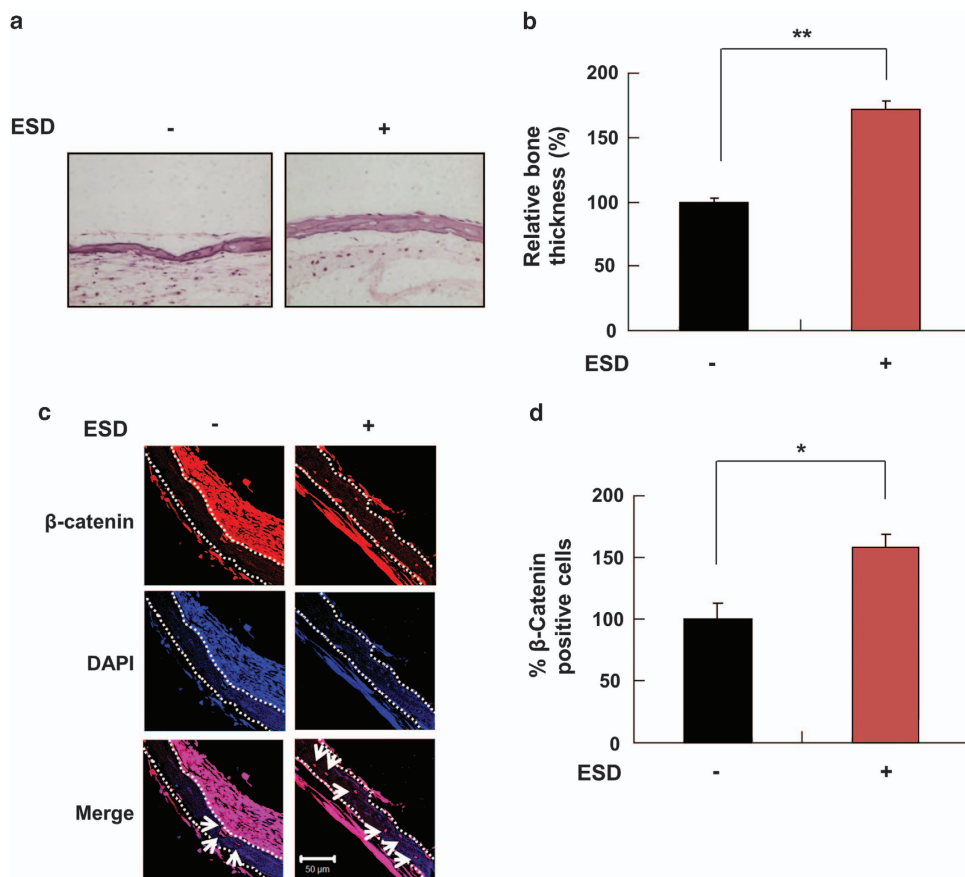 a
ESD - +
b
**
200
150
100
50
0
Relative bone
thickness (%)
ESD - +
c
ESD - +
β-catenin
DAPI
Merge
50 μm
d
*
200
150
100
50
0
% β-Catenin
positive cells
ESD - +